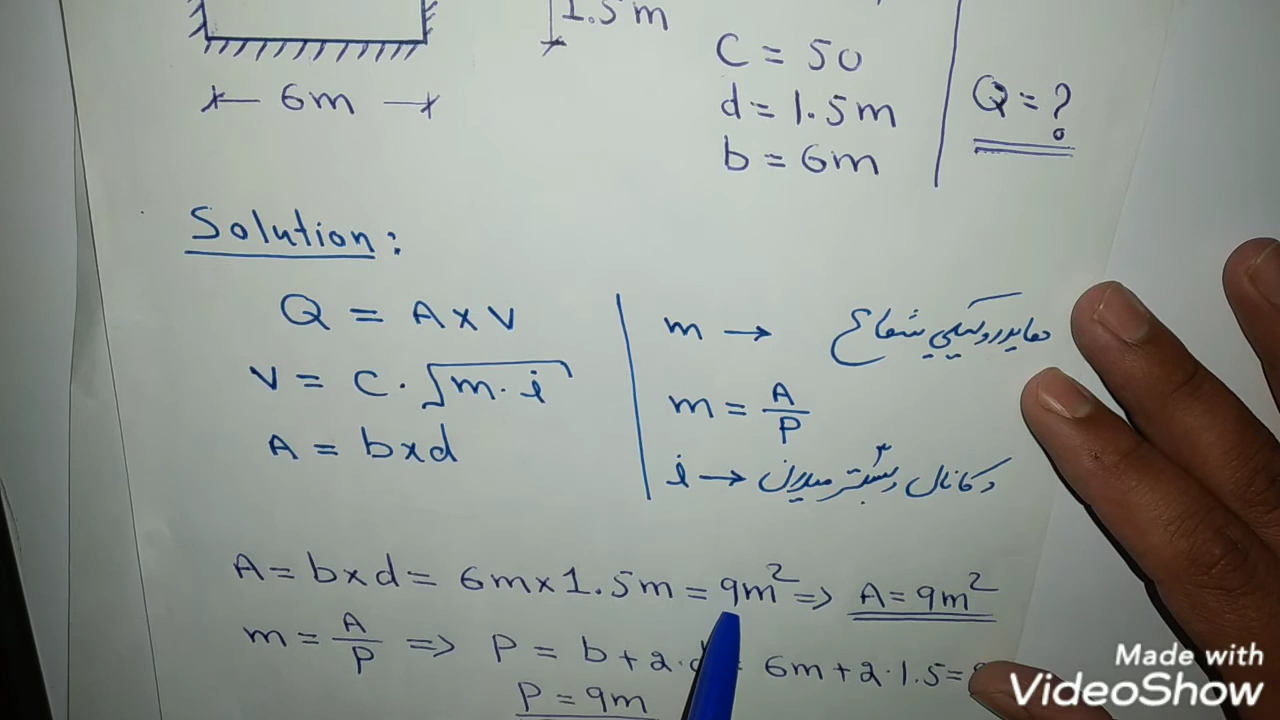 1.5m
6m
C = 50
d = 1.5m
b = 6m
Q = ?
Solution:
Q = A x V
V = C . √m . i
A = b x d
m → هایدرولیکي شعاع
m = A/P
i → د کانال د بستر میلان
A = b x d = 6m x 1.5m = 9m² => A = 9m²
m = A/P => P = b + 2 . d = 6m + 2 . 1.5 =
P = 9m
Made with
VideoShow